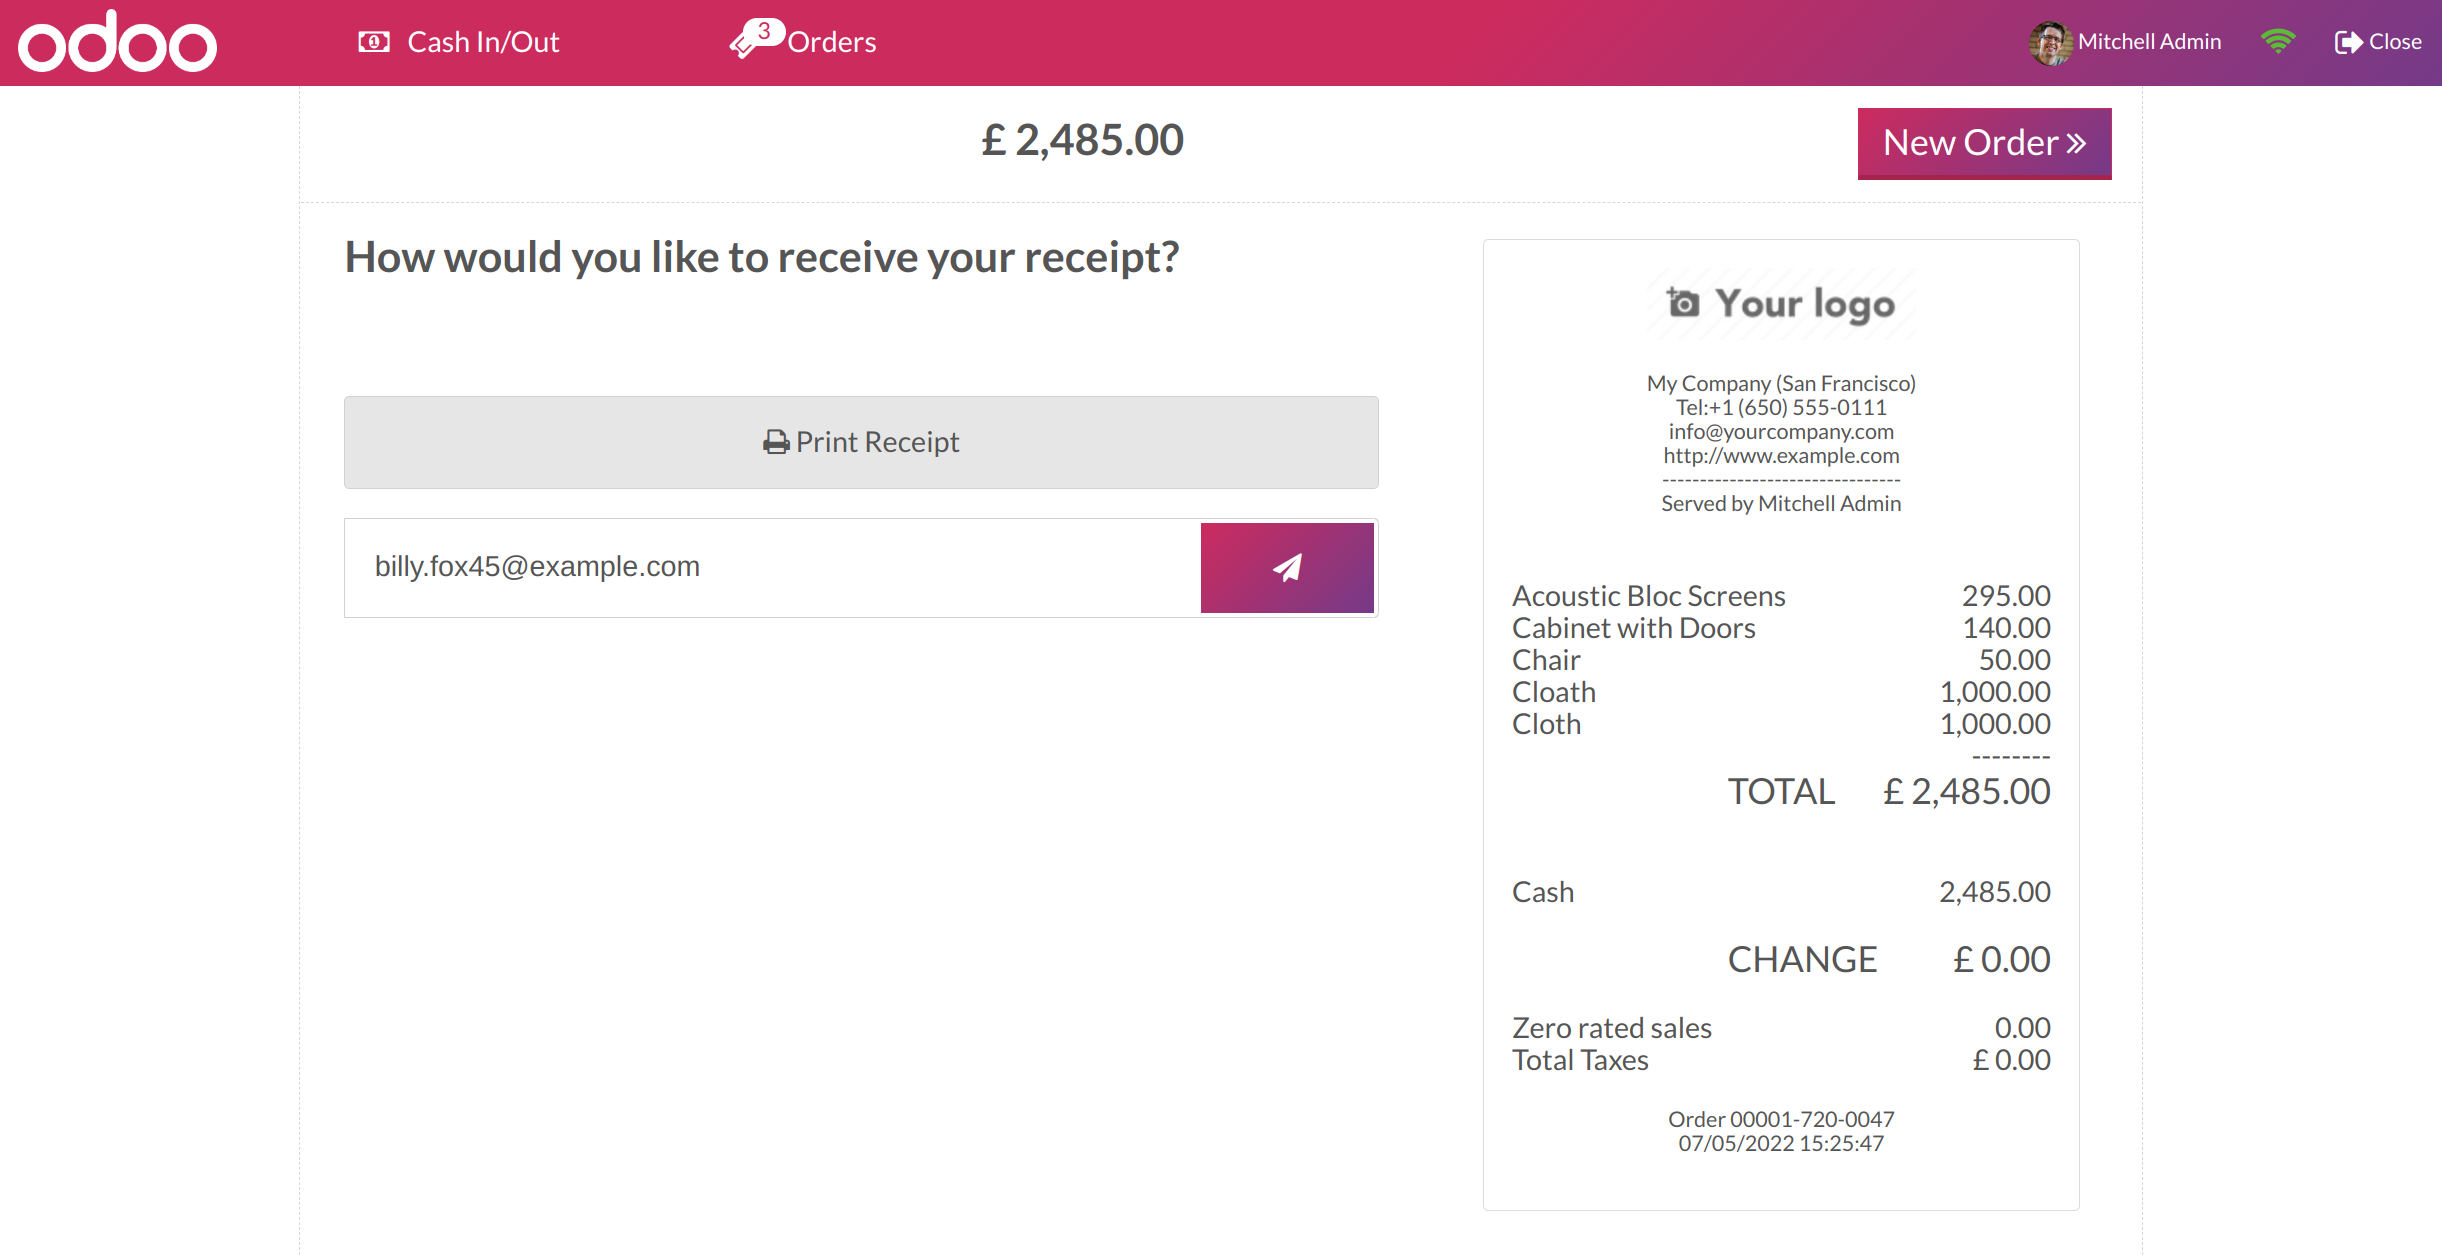 odoo
Cash In/Out
3
Orders
Mitchell Admin
Close
£ 2,485.00
New Order
How would you like to receive your receipt?
Print Receipt
billy.fox45@example.com
Your logo
My Company (San Francisco)
Tel:+1 (650) 555-0111
info@yourcompany.com
http://www.example.com
--------------------------------
Served by Mitchell Admin
Acoustic Bloc Screens 295.00
Cabinet with Doors 140.00
Chair 50.00
Cloath 1,000.00
Cloth 1,000.00
--------
TOTAL £ 2,485.00
Cash 2,485.00
CHANGE £ 0.00
Zero rated sales 0.00
Total Taxes £ 0.00
Order 00001-720-0047
07/05/2022 15:25:47